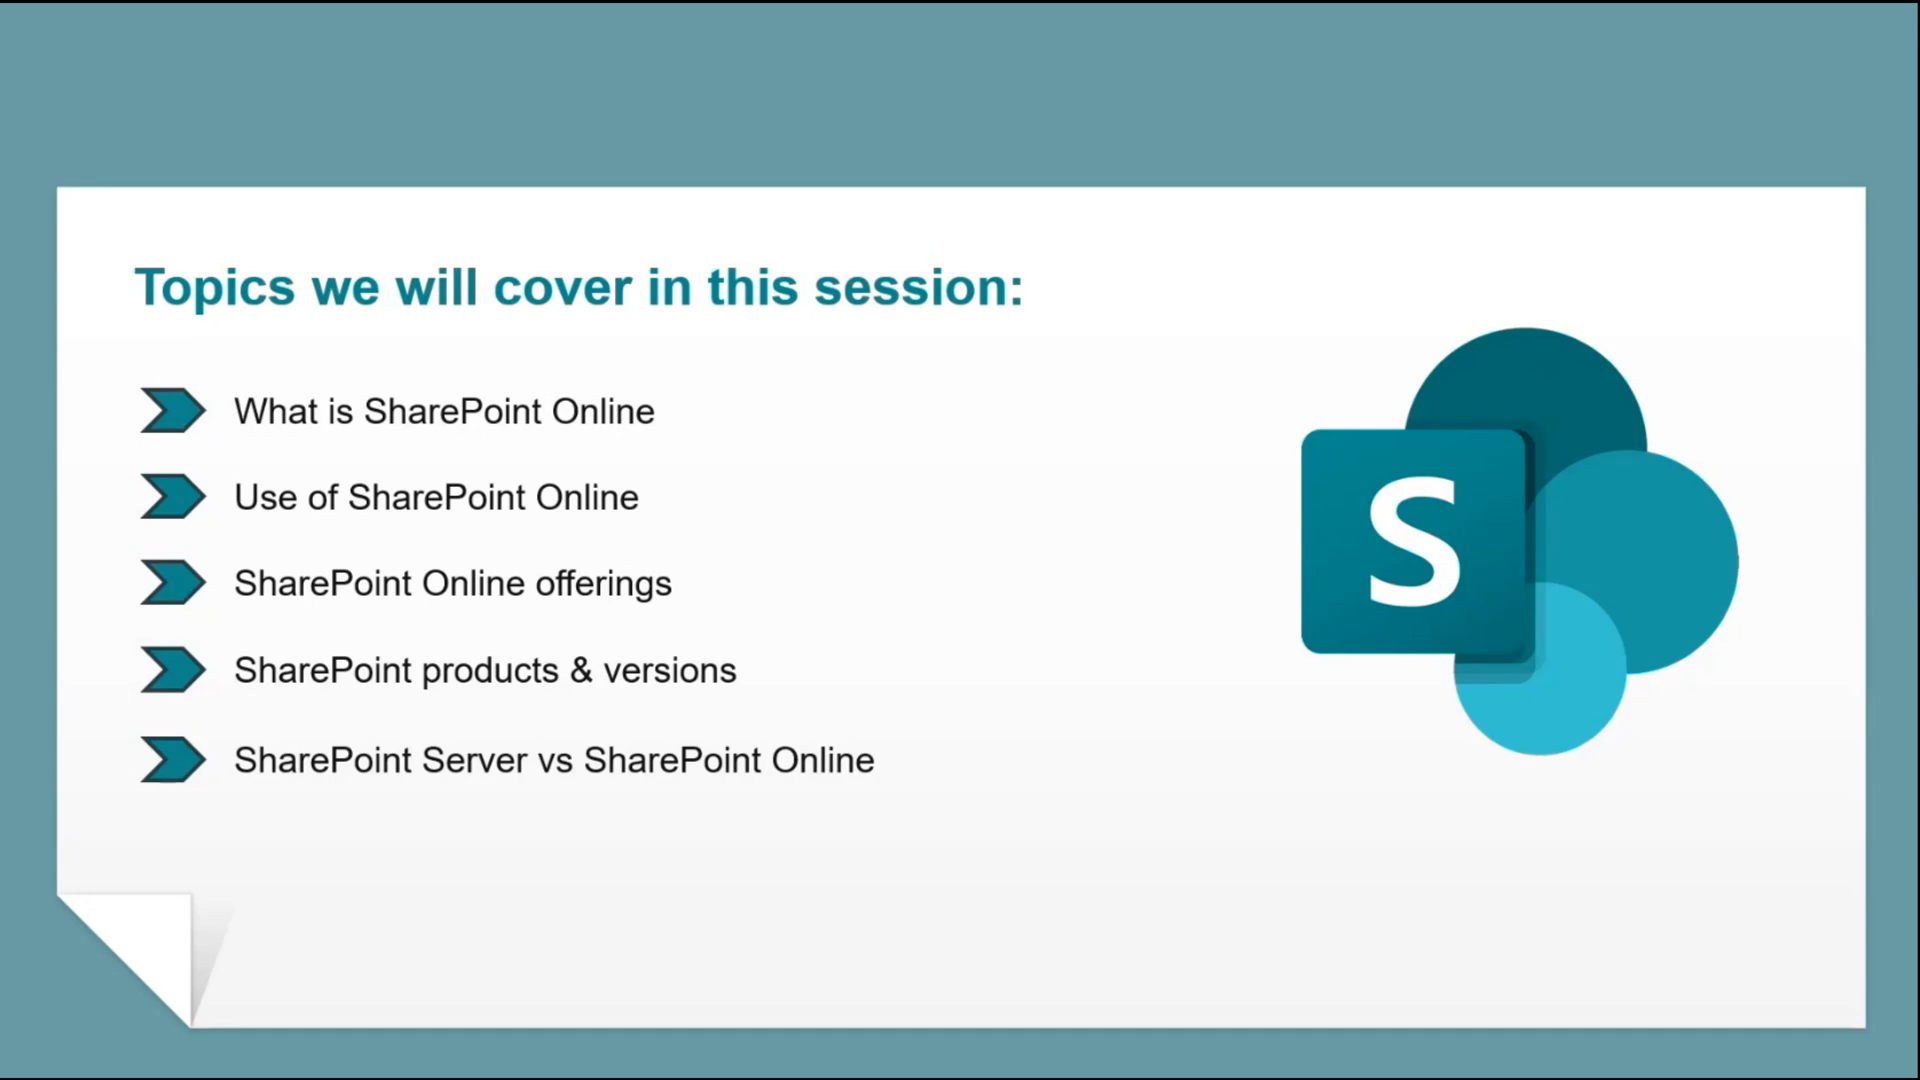 Topics we will cover in this session:
What is SharePoint Online
Use of SharePoint Online
SharePoint Online offerings
SharePoint products & versions
SharePoint Server vs SharePoint Online
S